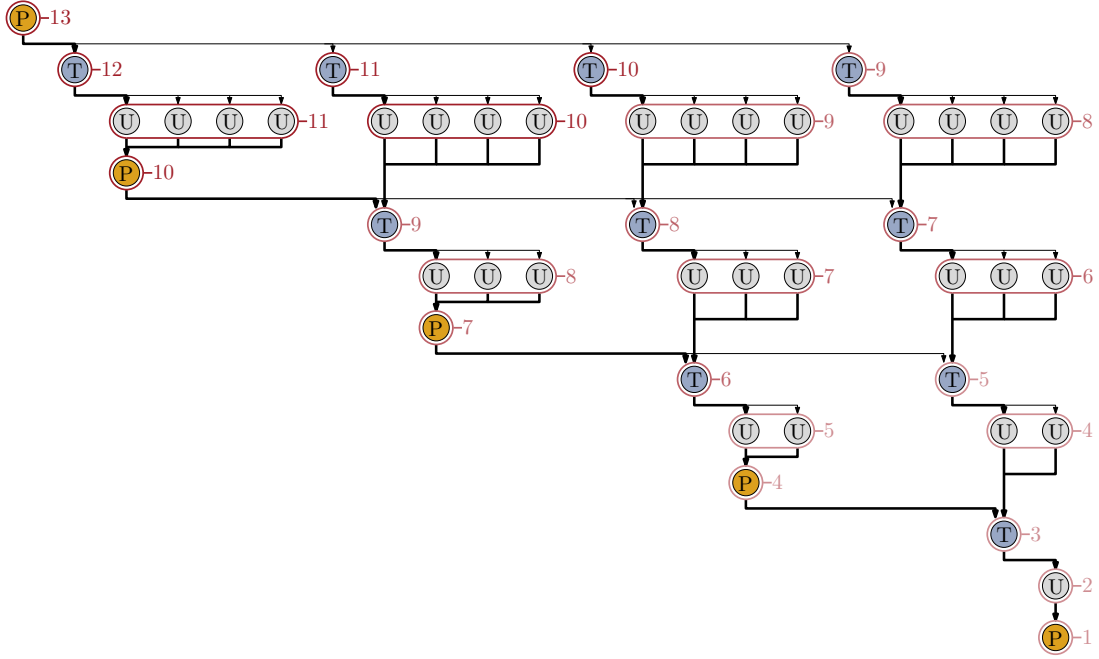 P 13
T 12 T 11 T 10 T 9
U U U U 11 U U U U 10 U U U U 9 U U U U 8
P 10
T 9 T 8 T 7
U U U 8 U U U 7 U U U 6
P 7
T 6 T 5
U U 5 U U 4
P 4
T 3
U 2
P 1